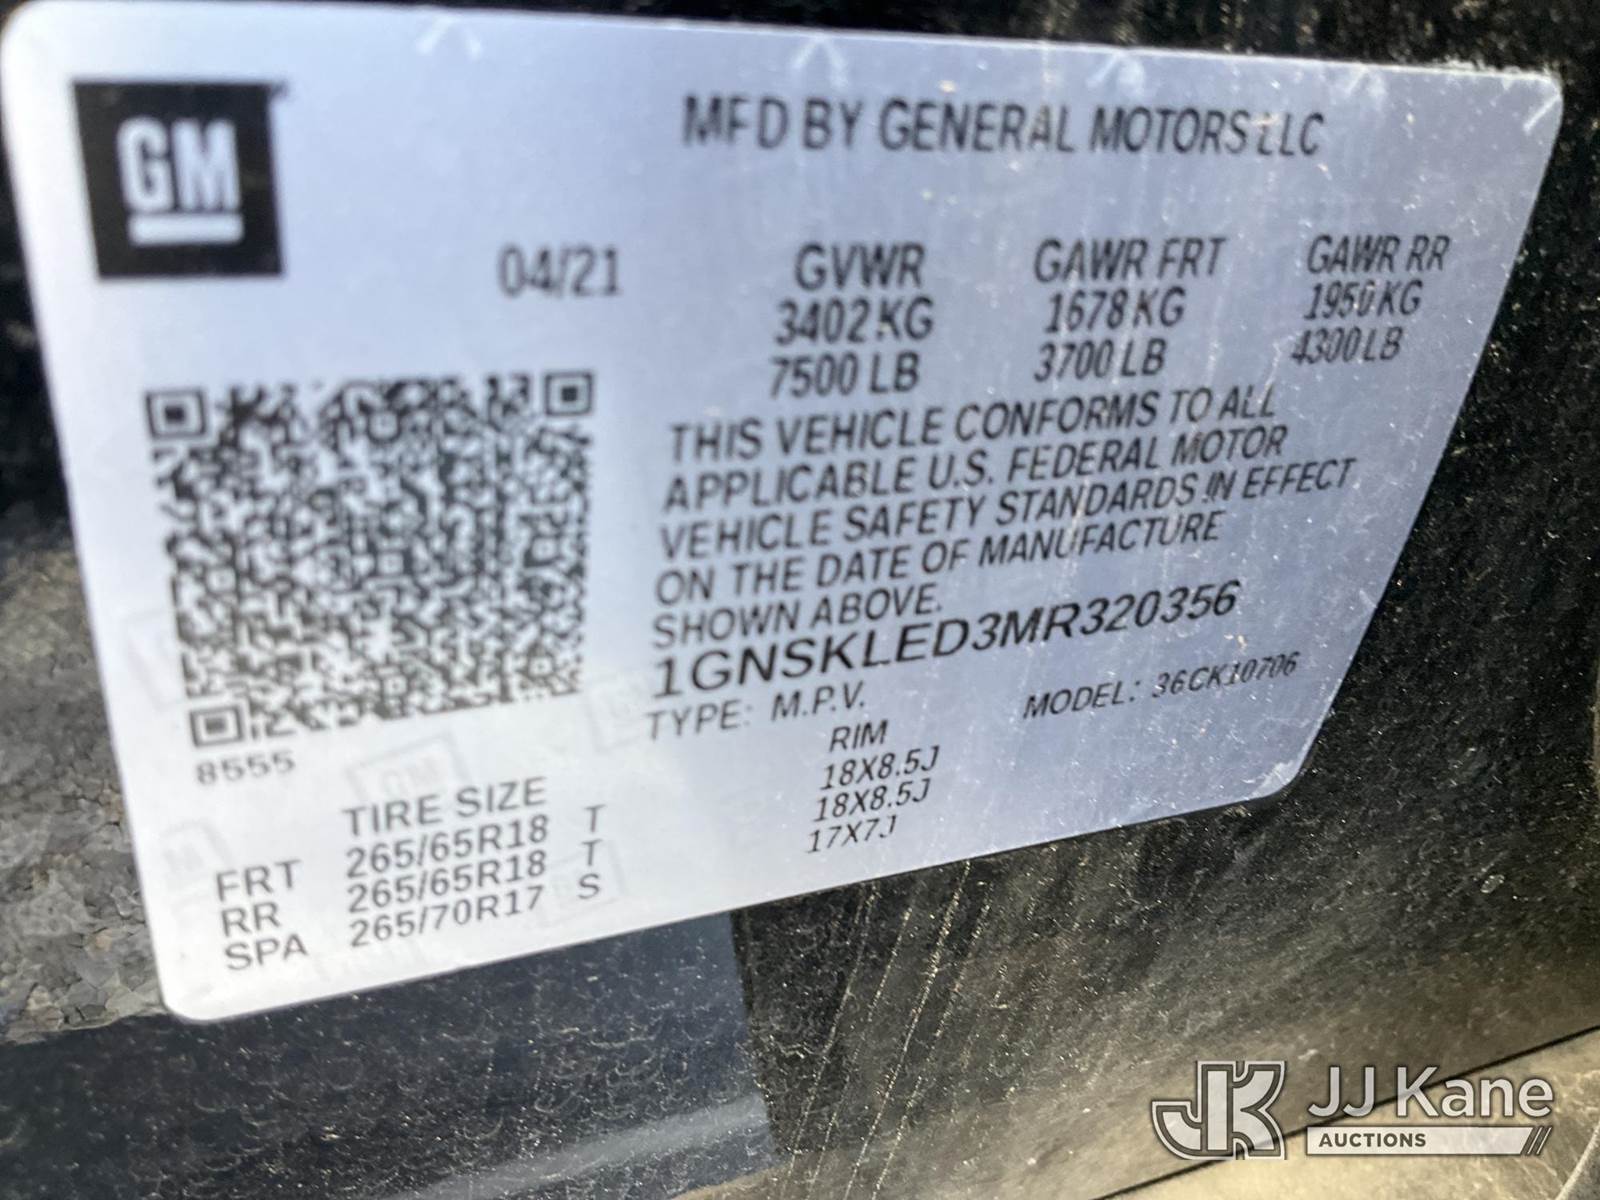 GM
MFD BY GENERAL MOTORS LLC
04/21
GVWR GAWR FRT GAWR RR
3402 KG 1678 KG 1950 KG
7500 LB 3700 LB 4300 LB
THIS VEHICLE CONFORMS TO ALL
APPLICABLE U.S. FEDERAL MOTOR
VEHICLE SAFETY STANDARDS IN EFFECT
ON THE DATE OF MANUFACTURE
SHOWN ABOVE.
1GNSKLED3MR320356
TYPE: M.P.V. MODEL: 36CK10706
8555
TIRE SIZE RIM
FRT 265/65R18 T 18X8.5J
RR 265/65R18 T 18X8.5J
SPA 265/70R17 S 17X7J
JK JJ Kane
AUCTIONS